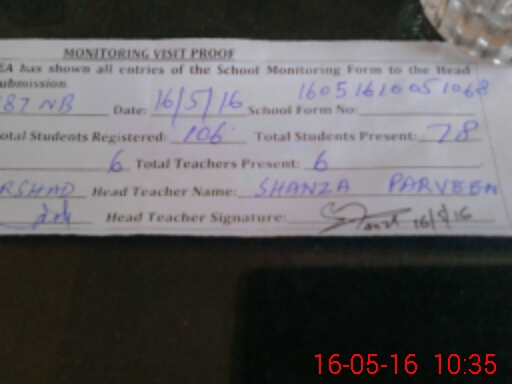 MONITORING VISIT PROOF
EA has shown all entries of the School Monitoring Form to the Head
ubmission.
187 NB Date: 16/5/16 School Form No: 1605161005 1068
otal Students Registered: 106 Total Students Present: 78
6 Total Teachers Present: 6
RSHAD Head Teacher Name: SHANZA PARVEEN
Head Teacher Signature: 16/5/16
16-05-16 10:35